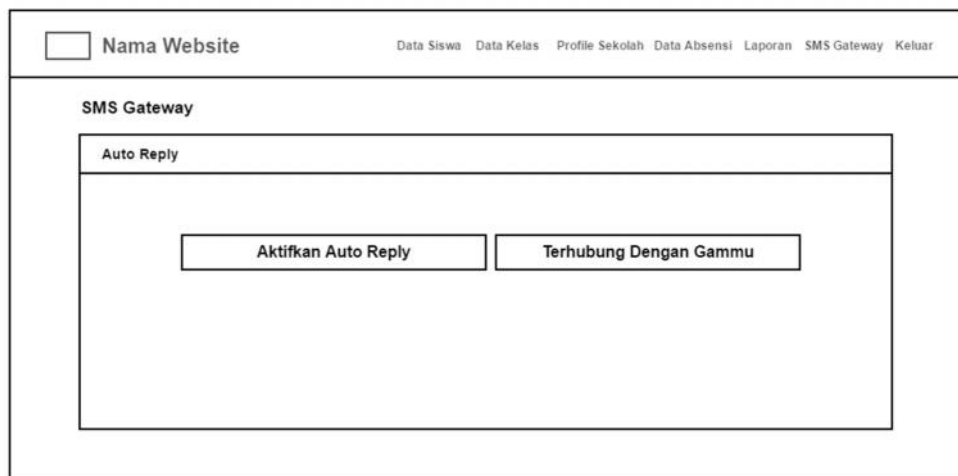 Nama Website
Data Siswa Data Kelas Profile Sekolah Data Absensi Laporan SMS Gateway Keluar
SMS Gateway
Auto Reply
Aktifkan Auto Reply
Terhubung Dengan Gammu